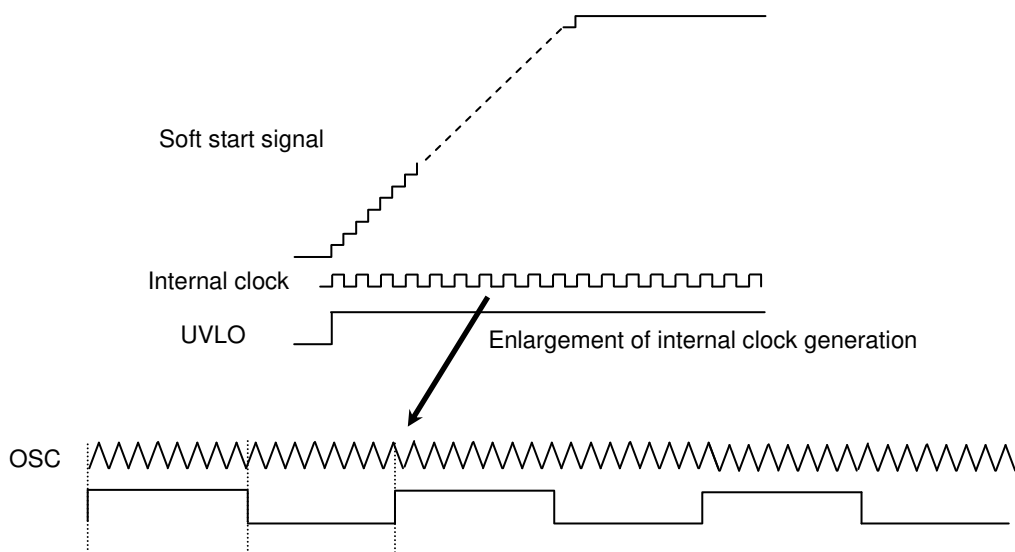 Soft start signal
Internal clock
UVLO
Enlargement of internal clock generation
OSC